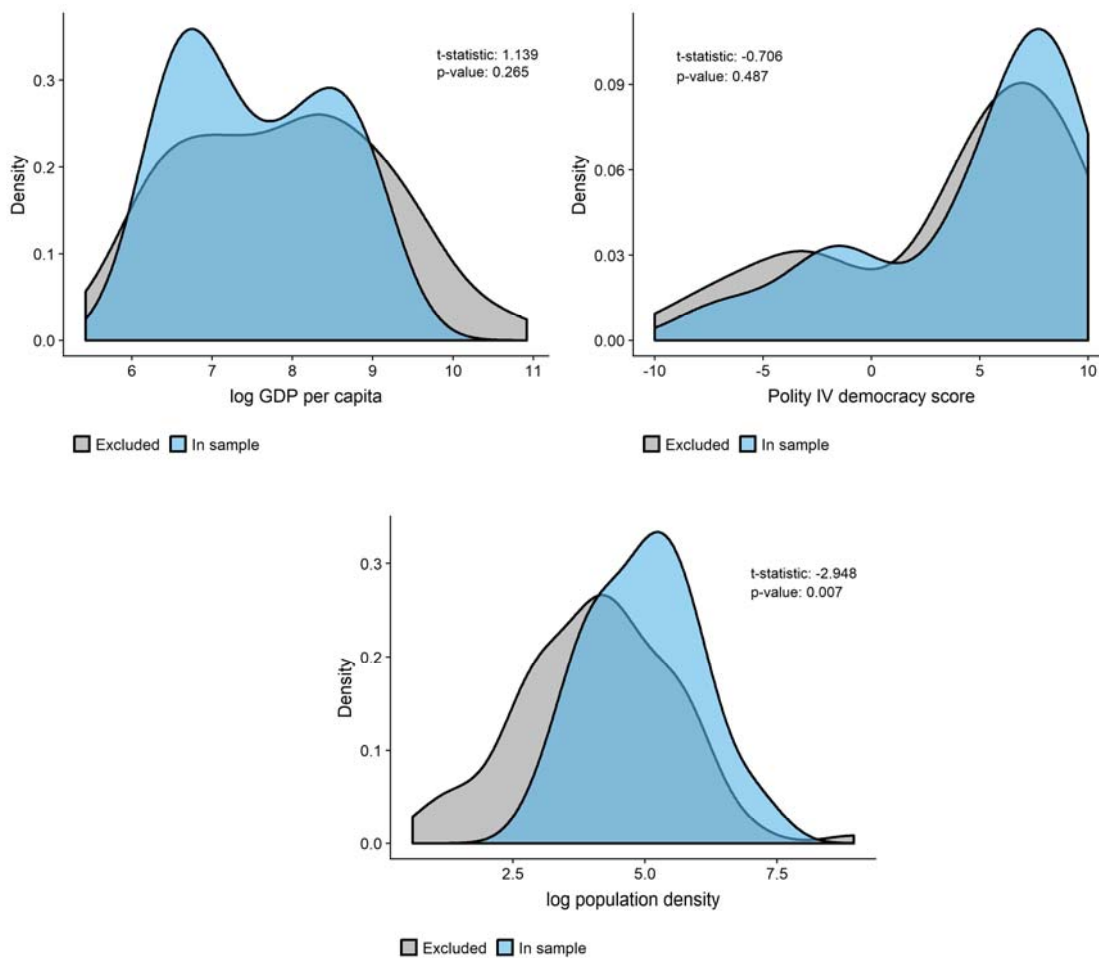 t-statistic: 1.139
p-value: 0.265
Density
0.3
0.2
0.1
0.0
6 7 8 9 10 11
log GDP per capita
Excluded In sample
t-statistic: -0.706
p-value: 0.487
Density
0.09
0.06
0.03
0.00
-10 -5 0 5 10
Polity IV democracy score
Excluded In sample
t-statistic: -2.948
p-value: 0.007
Density
0.3
0.2
0.1
0.0
2.5 5.0 7.5
log population density
Excluded In sample